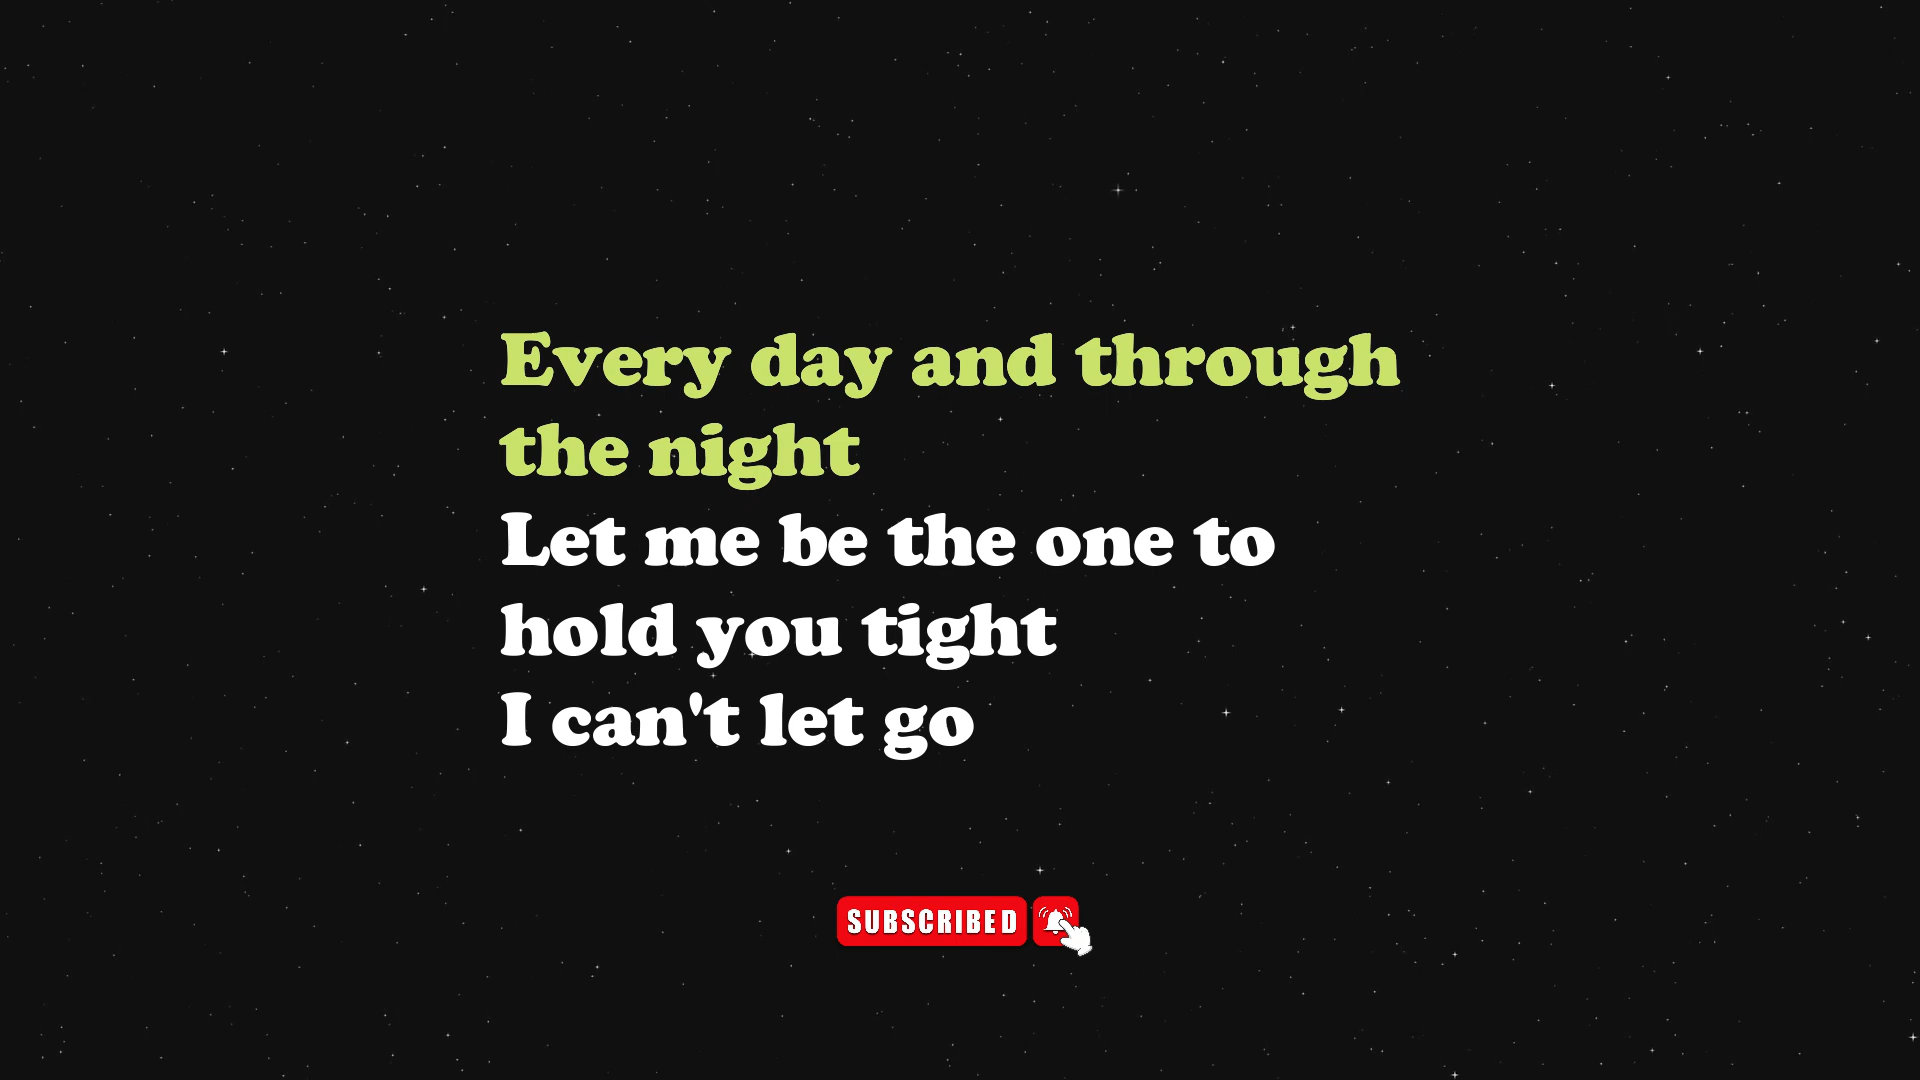 Every day and through
the night
Let me be the one to
hold you tight
I can't let go
SUBSCRIBED